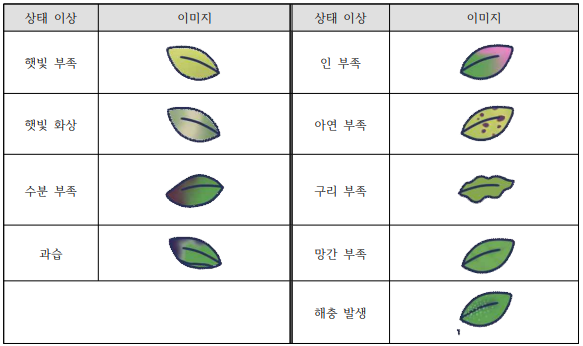 상태 이상 이미지 상태 이상 이미지
햇빛 부족 인 부족
햇빛 화상 아연 부족
수분 부족 구리 부족
과습 망간 부족
해충 발생